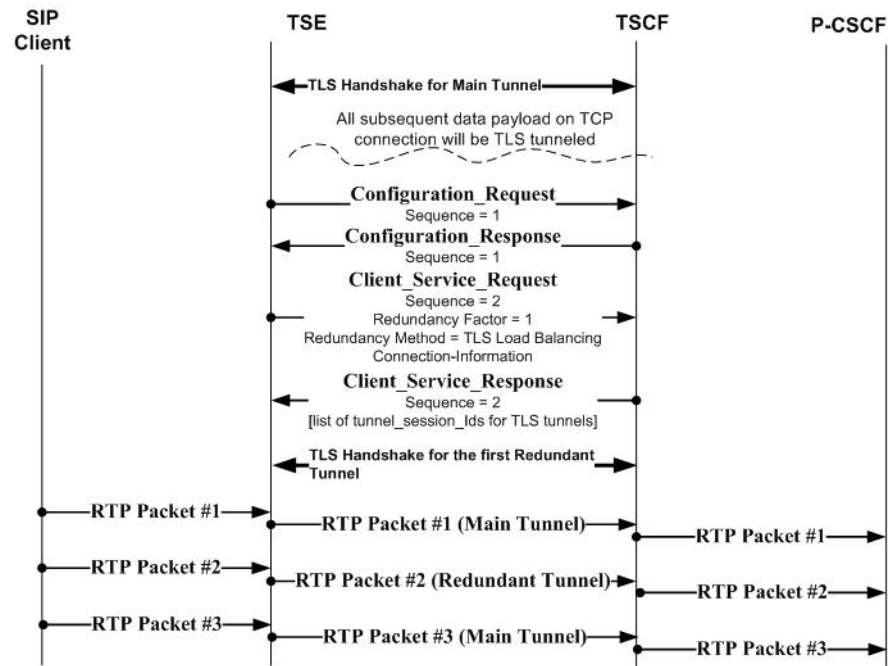 SIP
Client
TSE
TSCF
P-CSCF
TLS Handshake for Main Tunnel
All subsequent data payload on TCP
connection will be TLS tunneled
Configuration_Request
Sequence = 1
Configuration_Response
Sequence = 1
Client_Service_Request
Sequence = 2
Redundancy Factor = 1
Redundancy Method = TLS Load Balancing
Connection-Information
Client_Service_Response
Sequence = 2
[list of tunnel_session_Ids for TLS tunnels]
TLS Handshake for the first Redundant
Tunnel
RTP Packet #1
RTP Packet #1 (Main Tunnel)
RTP Packet #1
RTP Packet #2
RTP Packet #2 (Redundant Tunnel)
RTP Packet #2
RTP Packet #3
RTP Packet #3 (Main Tunnel)
RTP Packet #3